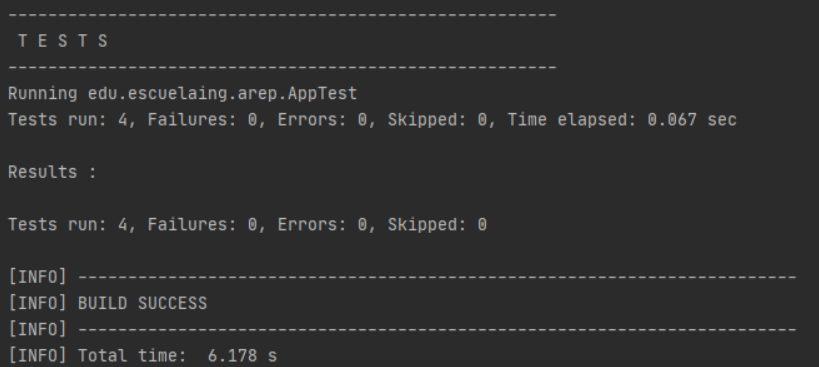 -------------------------------------------------------
 T E S T S
-------------------------------------------------------
Running edu.escuelaing.arep.AppTest
Tests run: 4, Failures: 0, Errors: 0, Skipped: 0, Time elapsed: 0.067 sec

Results :

Tests run: 4, Failures: 0, Errors: 0, Skipped: 0

[INFO] ------------------------------------------------------------------------
[INFO] BUILD SUCCESS
[INFO] ------------------------------------------------------------------------
[INFO] Total time:  6.178 s